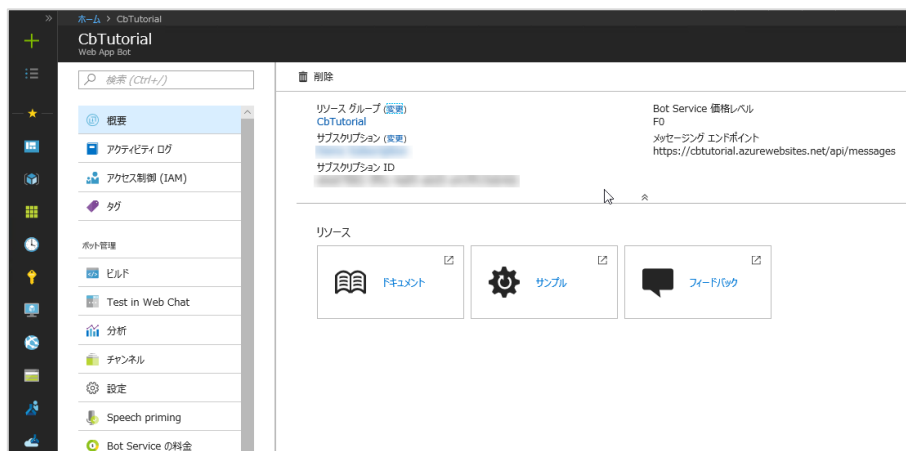 ホーム > CbTutorial
CbTutorial
Web App Bot
検索 (Ctrl+/)
概要
アクティビティ ログ
アクセス制御 (IAM)
タグ
ボット管理
ビルド
Test in Web Chat
分析
チャンネル
設定
Speech priming
Bot Service の料金
削除
リソース グループ (変更)
CbTutorial
サブスクリプション (変更)
サブスクリプション ID
Bot Service 価格レベル
F0
メッセージング エンドポイント
https://cbtutorial.azurewebsites.net/api/messages
リソース
ドキュメント
サンプル
フィードバック